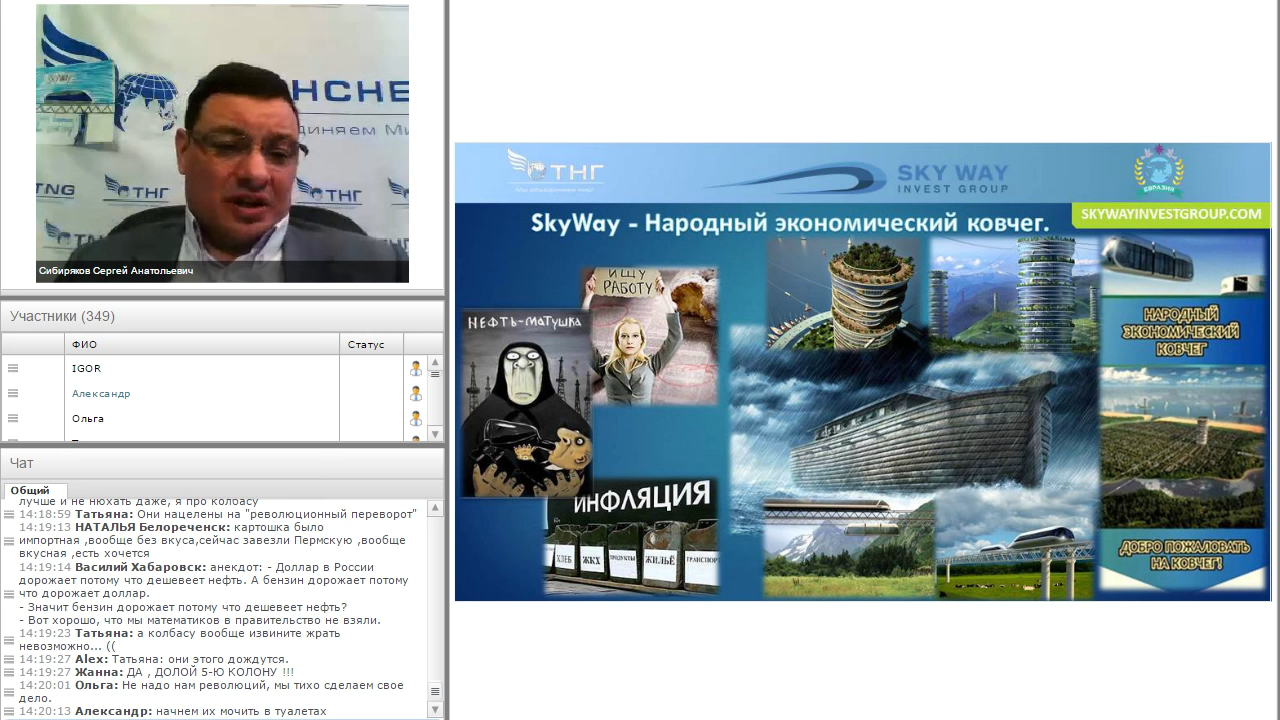 SKYWAY
НСНЕ
диняем Ми
TNG
ТНГ
ТНГ
Сибиряков Сергей Анатольевич
Участники (349)
ФИО
Статус
IGOR
Александр
Ольга
Чат
Общий
лучше и не нюхать даже, я про колбасу
14:18:59 Татьяна: Они нацелены на "революционный переворот"
14:19:13 НАТАЛЬЯ Белореченск: картошка было
импортная ,вообще без вкуса,сейчас завезли Пермскую ,вообще
вкусная ,есть хочется
14:19:14 Василий Хабаровск: Анекдот: - Доллар в России
дорожает потому что дешевеет нефть. А бензин дорожает потому
что дорожает доллар.
- Значит бензин дорожает потому что дешевеет нефть?
- Вот хорошо, что мы математиков в правительство не взяли.
14:19:23 Татьяна: а колбасу вообще извините жрать
невозможно... ((
14:19:27 Alex: Татьяна: они этого дождутся.
14:19:27 Жанна: ДА , ДОЛОЙ 5-Ю КОЛОНУ !!!
14:20:01 Ольга: Не надо нам революций, мы тихо сделаем свое
дело.
14:20:13 Александр: начнем их мочить в туалетах
ТНГ
Мы объединяем мир!
SKY WAY
INVEST GROUP
ЕВРАЗИЯ
SKYWAYINVESTGROUP.COM
SkyWay - Народный экономический ковчег.
ИЩУ
РАБОТУ
НЕФТЬ-МАТУШКА
ИНФЛЯЦИЯ
ХЛЕБ
ЖКХ
ПРОДУКТЫ
ЖИЛЬЁ
ТРАНСПОРТ
НАРОДНЫЙ
ЭКОНОМИЧЕСКИЙ
КОВЧЕГ
ДОБРО ПОЖАЛОВАТЬ
НА КОВЧЕГ!